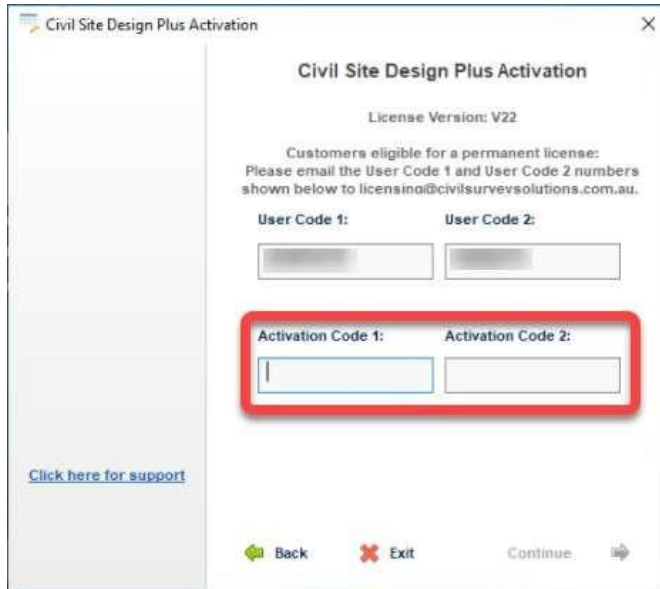 Civil Site Design Plus Activation
Civil Site Design Plus Activation
License Version: V22
Customers eligible for a permanent license:
Please email the User Code 1 and User Code 2 numbers
shown below to licensing@civilsurveysolutions.com.au.
User Code 1: User Code 2:
Activation Code 1: Activation Code 2:
Click here for support
Back Exit Continue